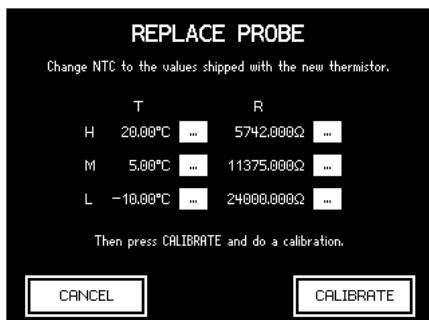 REPLACE PROBE
Change NTC to the values shipped with the new thermistor.
T R
H 20.00°C ... 5742.000Ω ...
M 5.00°C ... 11375.000Ω ...
L -10.00°C ... 24000.000Ω ...
Then press CALIBRATE and do a calibration.
CANCEL CALIBRATE